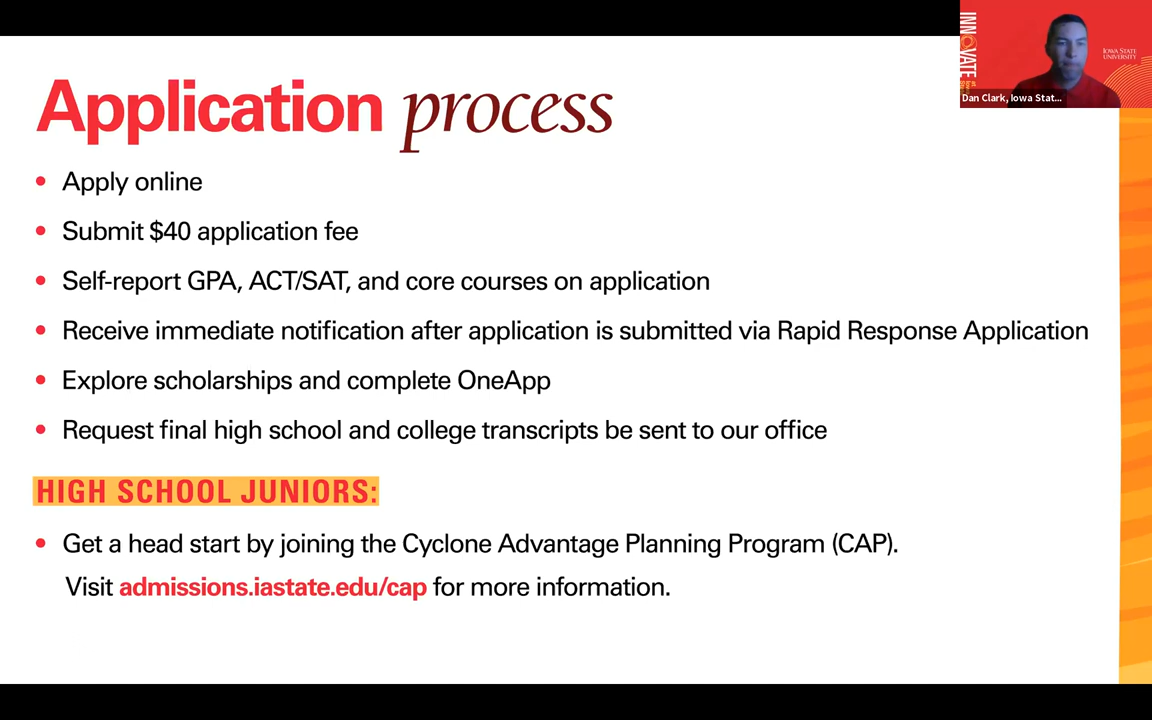 Application process
• Apply online
• Submit $40 application fee
• Self-report GPA, ACT/SAT, and core courses on application
• Receive immediate notification after application is submitted via Rapid Response Application
• Explore scholarships and complete OneApp
• Request final high school and college transcripts be sent to our office
HIGH SCHOOL JUNIORS:
• Get a head start by joining the Cyclone Advantage Planning Program (CAP).
Visit admissions.iastate.edu/cap for more information.
INNOVATE
IOWA STATE
UNIVERSITY
Dan Clark, Iowa Stat...